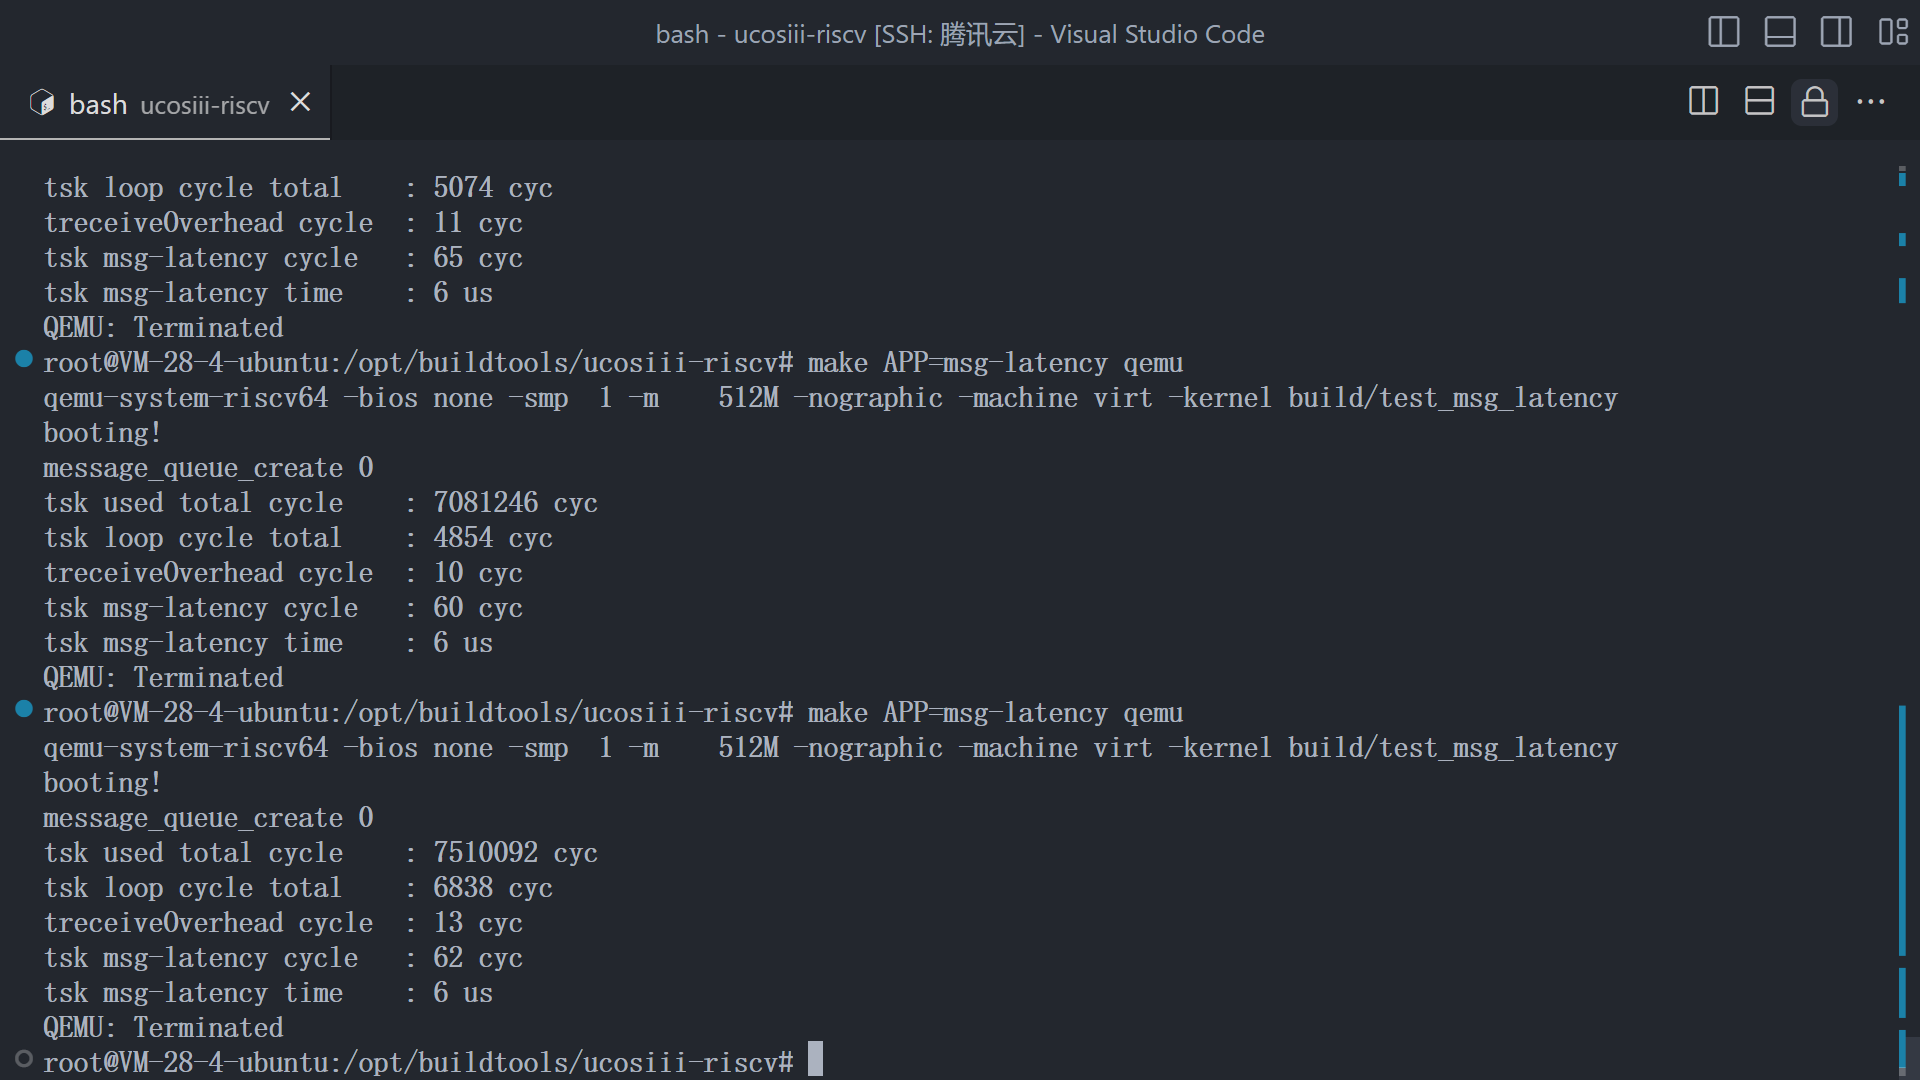 bash - ucosiii-riscv [SSH: 腾讯云] - Visual Studio Code
bash ucosiii-riscv
tsk loop cycle total    : 5074 cyc
treceiveOverhead cycle  : 11 cyc
tsk msg-latency cycle   : 65 cyc
tsk msg-latency time    : 6 us
QEMU: Terminated
root@VM-28-4-ubuntu:/opt/buildtools/ucosiii-riscv# make APP=msg-latency qemu
qemu-system-riscv64 -bios none -smp  1 -m    512M -nographic -machine virt -kernel build/test_msg_latency
booting!
message_queue_create 0
tsk used total cycle    : 7081246 cyc
tsk loop cycle total    : 4854 cyc
treceiveOverhead cycle  : 10 cyc
tsk msg-latency cycle   : 60 cyc
tsk msg-latency time    : 6 us
QEMU: Terminated
root@VM-28-4-ubuntu:/opt/buildtools/ucosiii-riscv# make APP=msg-latency qemu
qemu-system-riscv64 -bios none -smp  1 -m    512M -nographic -machine virt -kernel build/test_msg_latency
booting!
message_queue_create 0
tsk used total cycle    : 7510092 cyc
tsk loop cycle total    : 6838 cyc
treceiveOverhead cycle  : 13 cyc
tsk msg-latency cycle   : 62 cyc
tsk msg-latency time    : 6 us
QEMU: Terminated
root@VM-28-4-ubuntu:/opt/buildtools/ucosiii-riscv#